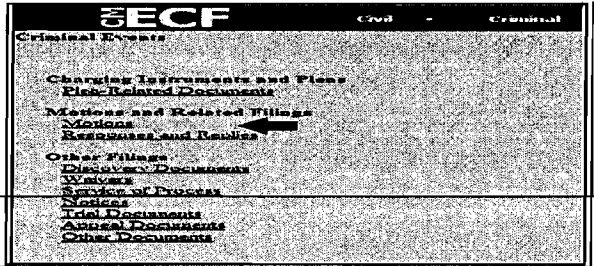 CM ECF Civil - Criminal
Criminal Events
Charging Instruments and Pleas
Plea-Related Documents
Motions and Related Filings
Motions
Responses and Replies
Other Filings
Discovery Documents
Waivers
Service of Process
Notices
Trial Documents
Appeal Documents
Other Documents